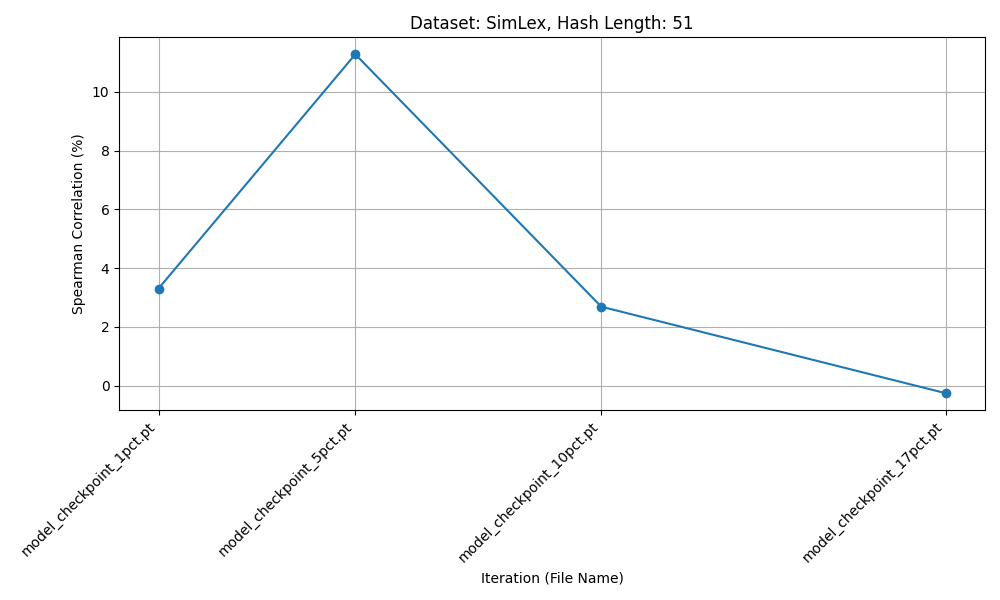 Dataset: SimLex, Hash Length: 51
Spearman Correlation (%)
10
8
6
4
2
0
model_checkpoint_1pct.pt
model_checkpoint_5pct.pt
model_checkpoint_10pct.pt
model_checkpoint_17pct.pt
Iteration (File Name)